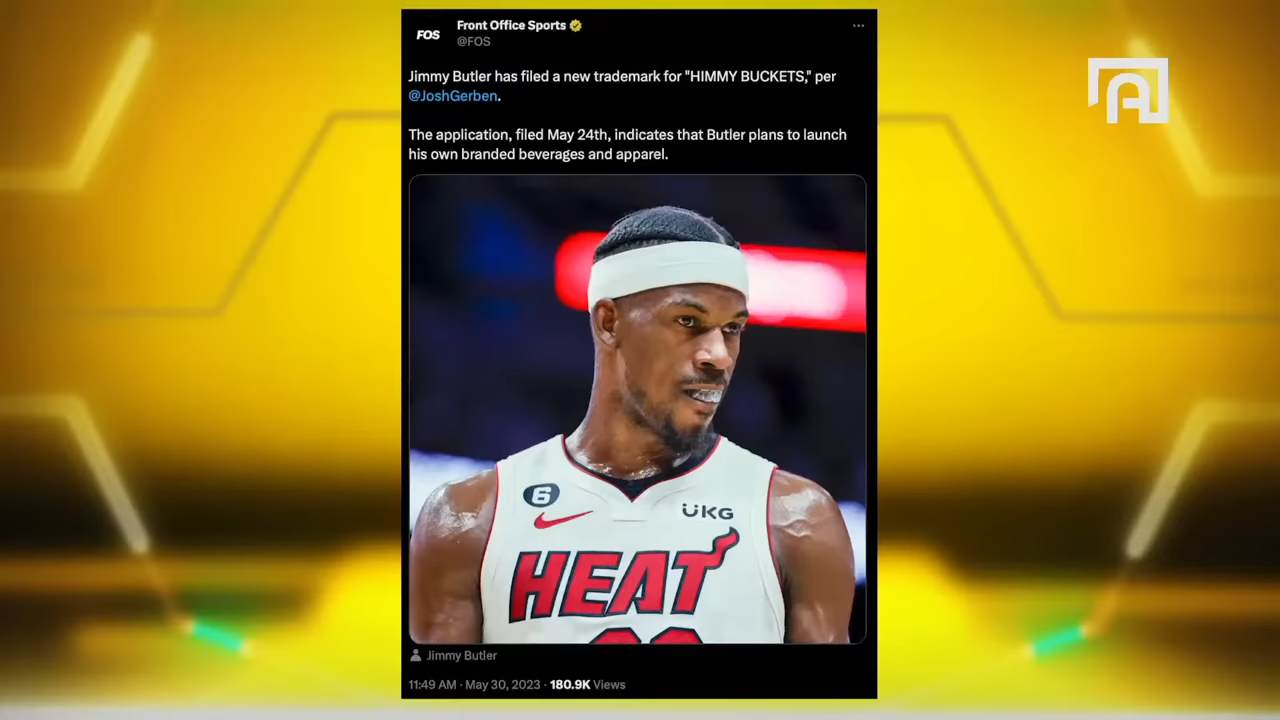 FOS
Front Office Sports
@FOS
Jimmy Butler has filed a new trademark for "HIMMY BUCKETS," per
@JoshGerben.
The application, filed May 24th, indicates that Butler plans to launch
his own branded beverages and apparel.
6
UKG
HEAT
Jimmy Butler
11:49 AM · May 30, 2023 · 180.9K Views
A